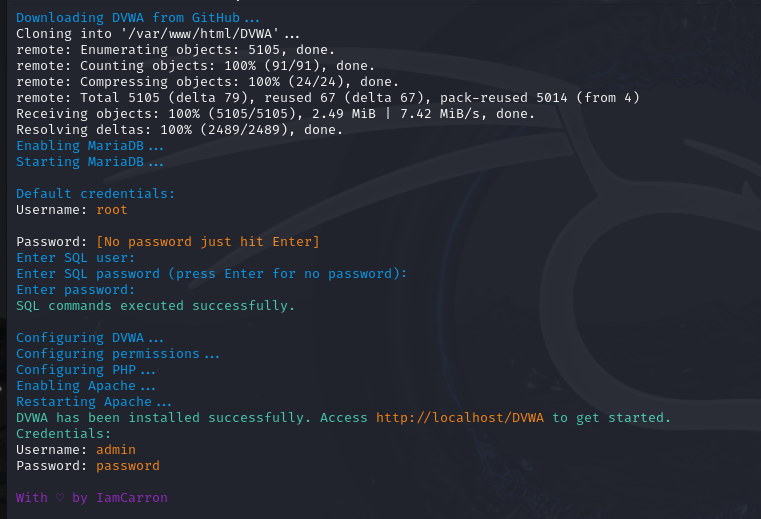 Downloading DVWA from GitHub...
Cloning into '/var/www/html/DVWA'...
remote: Enumerating objects: 5105, done.
remote: Counting objects: 100% (91/91), done.
remote: Compressing objects: 100% (24/24), done.
remote: Total 5105 (delta 79), reused 67 (delta 67), pack-reused 5014 (from 4)
Receiving objects: 100% (5105/5105), 2.49 MiB | 7.42 MiB/s, done.
Resolving deltas: 100% (2489/2489), done.
Enabling MariaDB...
Starting MariaDB...
Default credentials:
Username: root
Password: [No password just hit Enter]
Enter SQL user:
Enter SQL password (press Enter for no password):
Enter password:
SQL commands executed successfully.
Configuring DVWA...
Configuring permissions...
Configuring PHP...
Enabling Apache...
Restarting Apache...
DVWA has been installed successfully. Access http://localhost/DVWA to get started.
Credentials:
Username: admin
Password: password
With ♡ by IamCarron